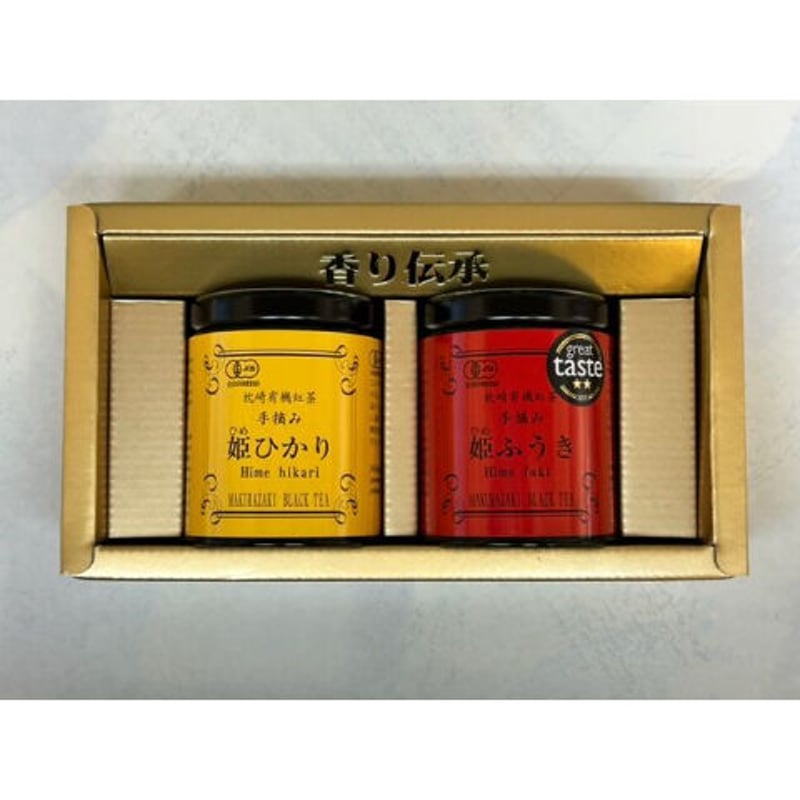 香り伝承
JAS
枕崎有機紅茶
手摘み
ひめ
姫ひかり
Hime hikari
MAKURAZAKI BLACK TEA
JAS
枕崎有機紅茶
手摘み
ひめ
姫ふうき
Hime fuki
MAKURAZAKI BLACK TEA
great
taste